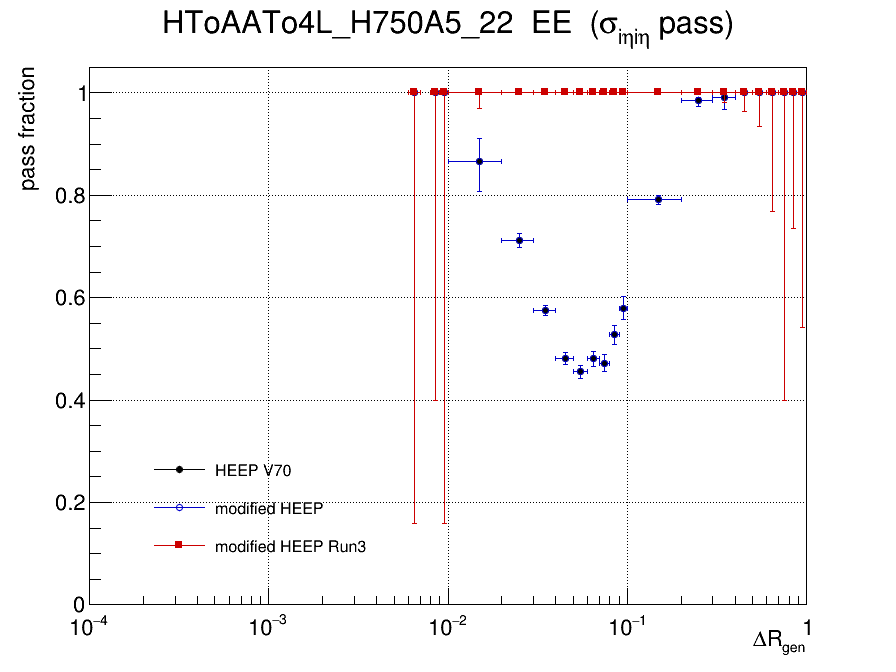 HToAATo4L_H750A5_22 EE (σiηiη pass)
pass fraction
1
0.8
0.6
0.4
0.2
0
HEEP V70
modified HEEP
modified HEEP Run3
10−4 10−3 10−2 10−1 1
ΔRgen